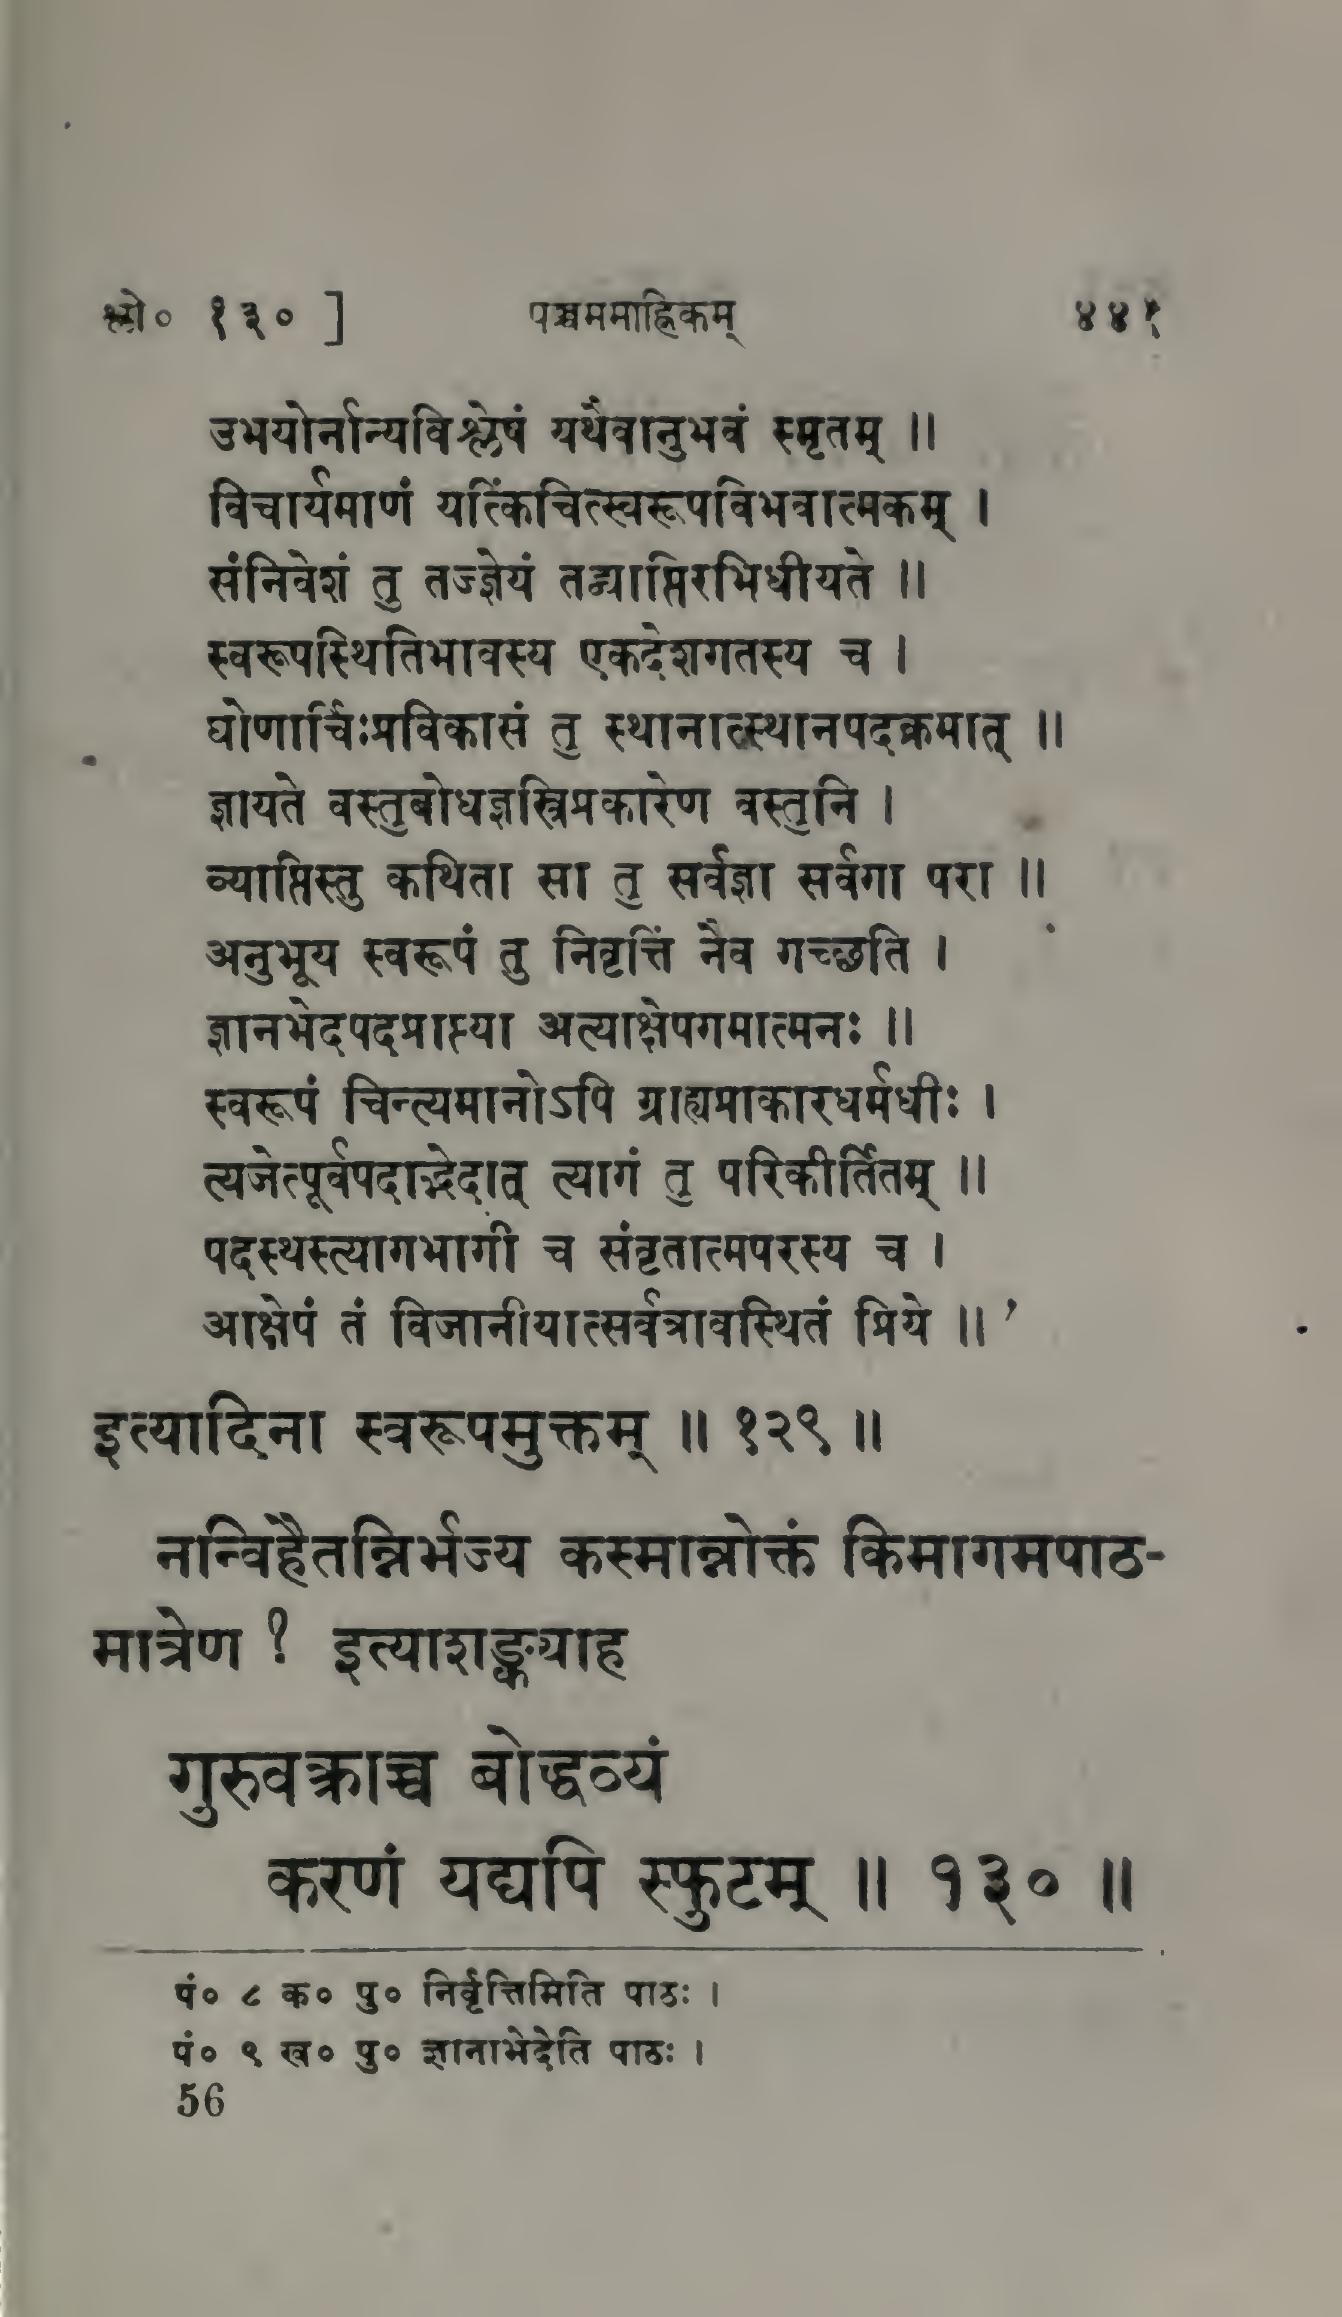 श्लो० १३० ] पञ्चममाह्निकम् ४४१
उभयोर्नान्यविश्लेषं यथैवानुभवं स्मृतम् ॥
विचार्यमाणं यत्किंचित्स्वरूपविभवात्मकम् ।
संनिवेशं तु तज्ज्ञेयं तद्व्याप्तिरभिधीयते ॥
स्वरूपस्थितिभावस्य एकदेशगतस्य च ।
घोणार्चिःप्रविकासं तु स्थानात्स्थानपदक्रमात् ॥
ज्ञायते वस्तुबोधज्ञस्त्रिप्रकारेण वस्तुनि ।
व्याप्तिस्तु कथिता सा तु सर्वज्ञा सर्वगा परा ॥
अनुभूय स्वरूपं तु निवृत्तिं नैव गच्छति ।
ज्ञानभेदपदप्राप्त्या अत्याक्षेपगमात्मनः ॥
स्वरूपं चिन्त्यमानोऽपि ग्राह्यप्राकारधर्मधीः ।
त्यजेत्पूर्वपदाद्भेदात् त्यागं तु परिकीर्तितम् ॥
पदस्थस्त्यागभागी च संवृतात्मपरस्य च ।
आक्षेपं तं विजानीयात्सर्वत्रावस्थितं प्रिये ॥ ’
इत्यादिना स्वरूपमुक्तम् ॥ १२९ ॥
नन्विहैतन्निर्भज्य कस्मान्नोक्तं किमागमपाठ-
मात्रेण ? इत्याशङ्क्याह
गुरुवक्त्राच्च बोद्धव्यं
करणं यद्यपि स्फुटम् ॥ १३० ॥
पं० ८ क० पु० निर्वृत्तिमिति पाठः ।
पं० ९ ख० पु० ज्ञानाभेदेति पाठः ।
56